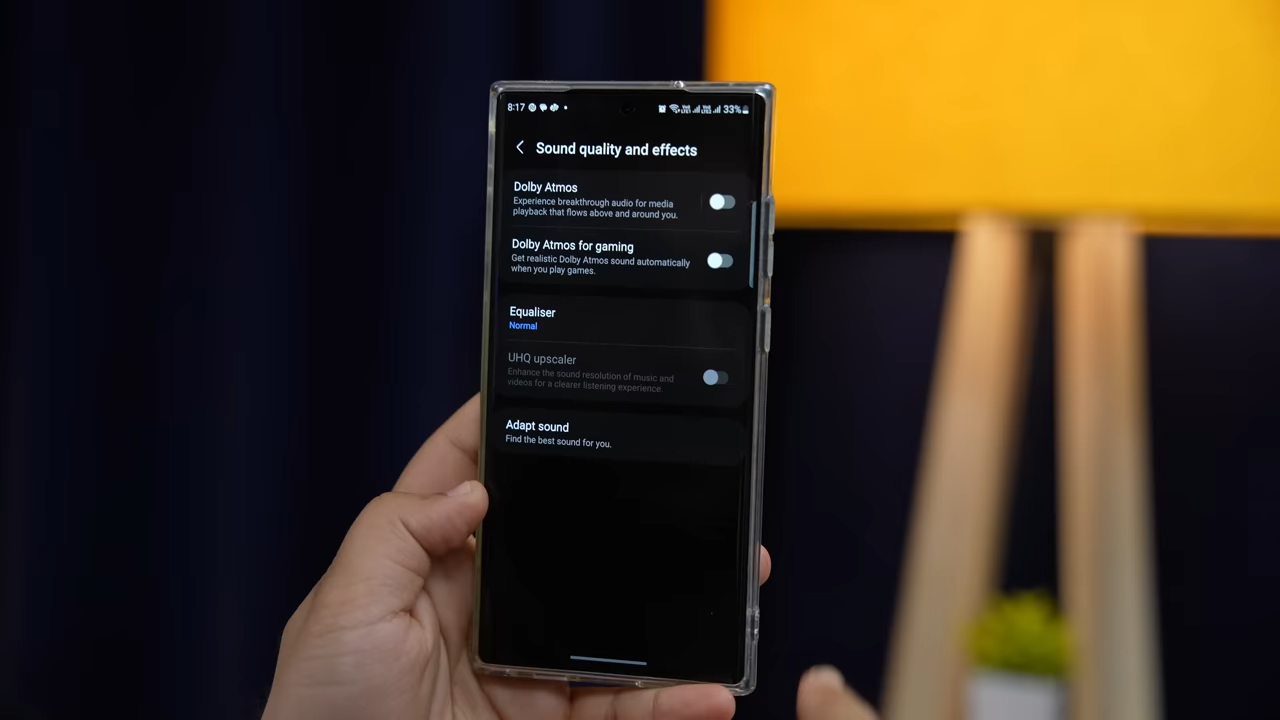 8:17 33%
Sound quality and effects
Dolby Atmos
Experience breakthrough audio for media
playback that flows above and around you.
Dolby Atmos for gaming
Get realistic Dolby Atmos sound automatically
when you play games.
Equaliser
Normal
UHQ upscaler
Enhance the sound resolution of music and
videos for a clearer listening experience.
Adapt sound
Find the best sound for you.